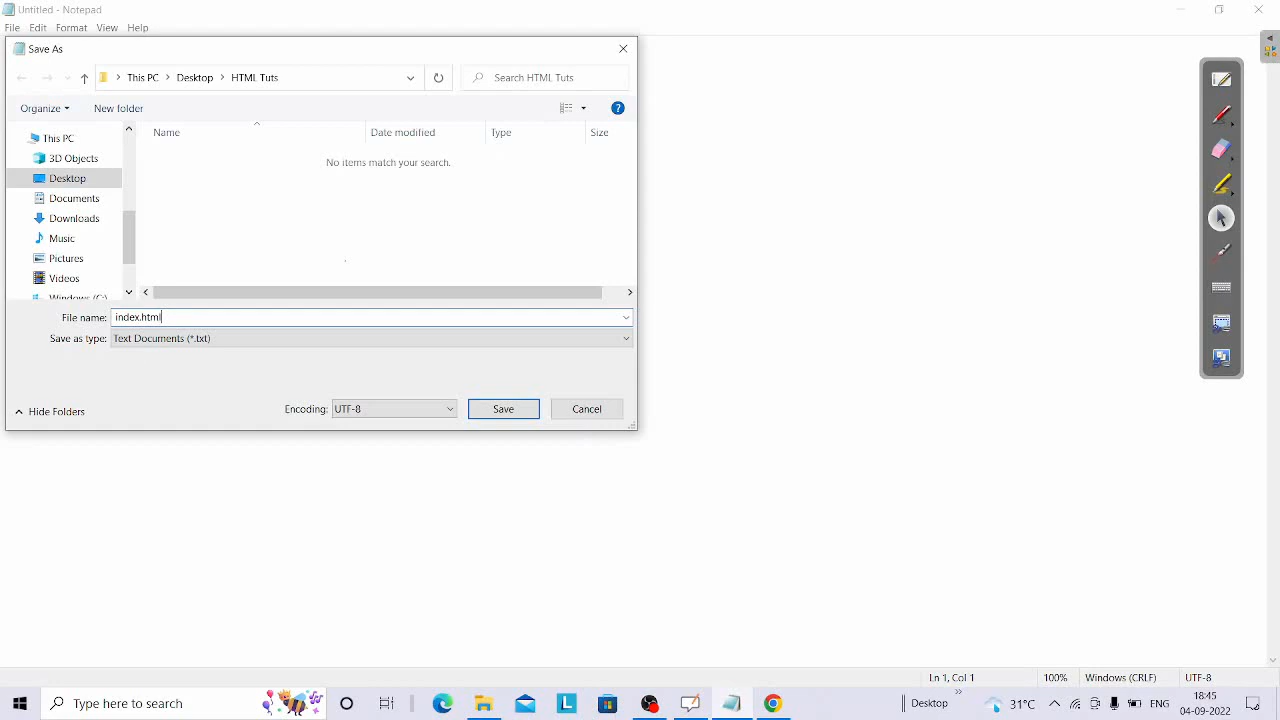 Untitled - Notepad
File Edit Format View Help
Save As
This PC Desktop HTML Tuts
Search HTML Tuts
Organize New folder
Name Date modified Type Size
No items match your search.
This PC
3D Objects
Desktop
Documents
Downloads
Music
Pictures
Videos
Windows (C:)
File name: index.html
Save as type: Text Documents (*.txt)
Hide Folders Encoding: UTF-8 Save Cancel
Ln 1, Col 1 100% Windows (CRLF) UTF-8
Type here to search
Desktop
31°C
ENG
18:45
04-09-2022